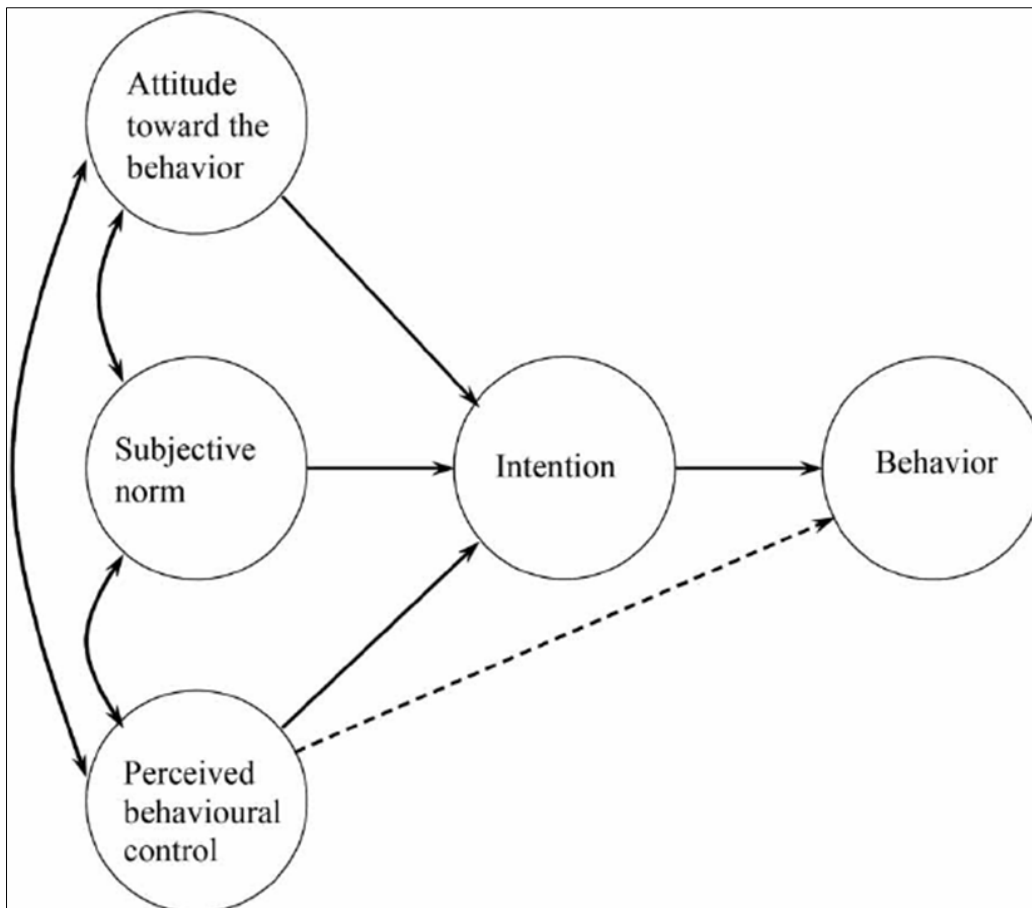 Attitude
toward the
behavior
Subjective
norm
Intention
Behavior
Perceived
behavioural
control